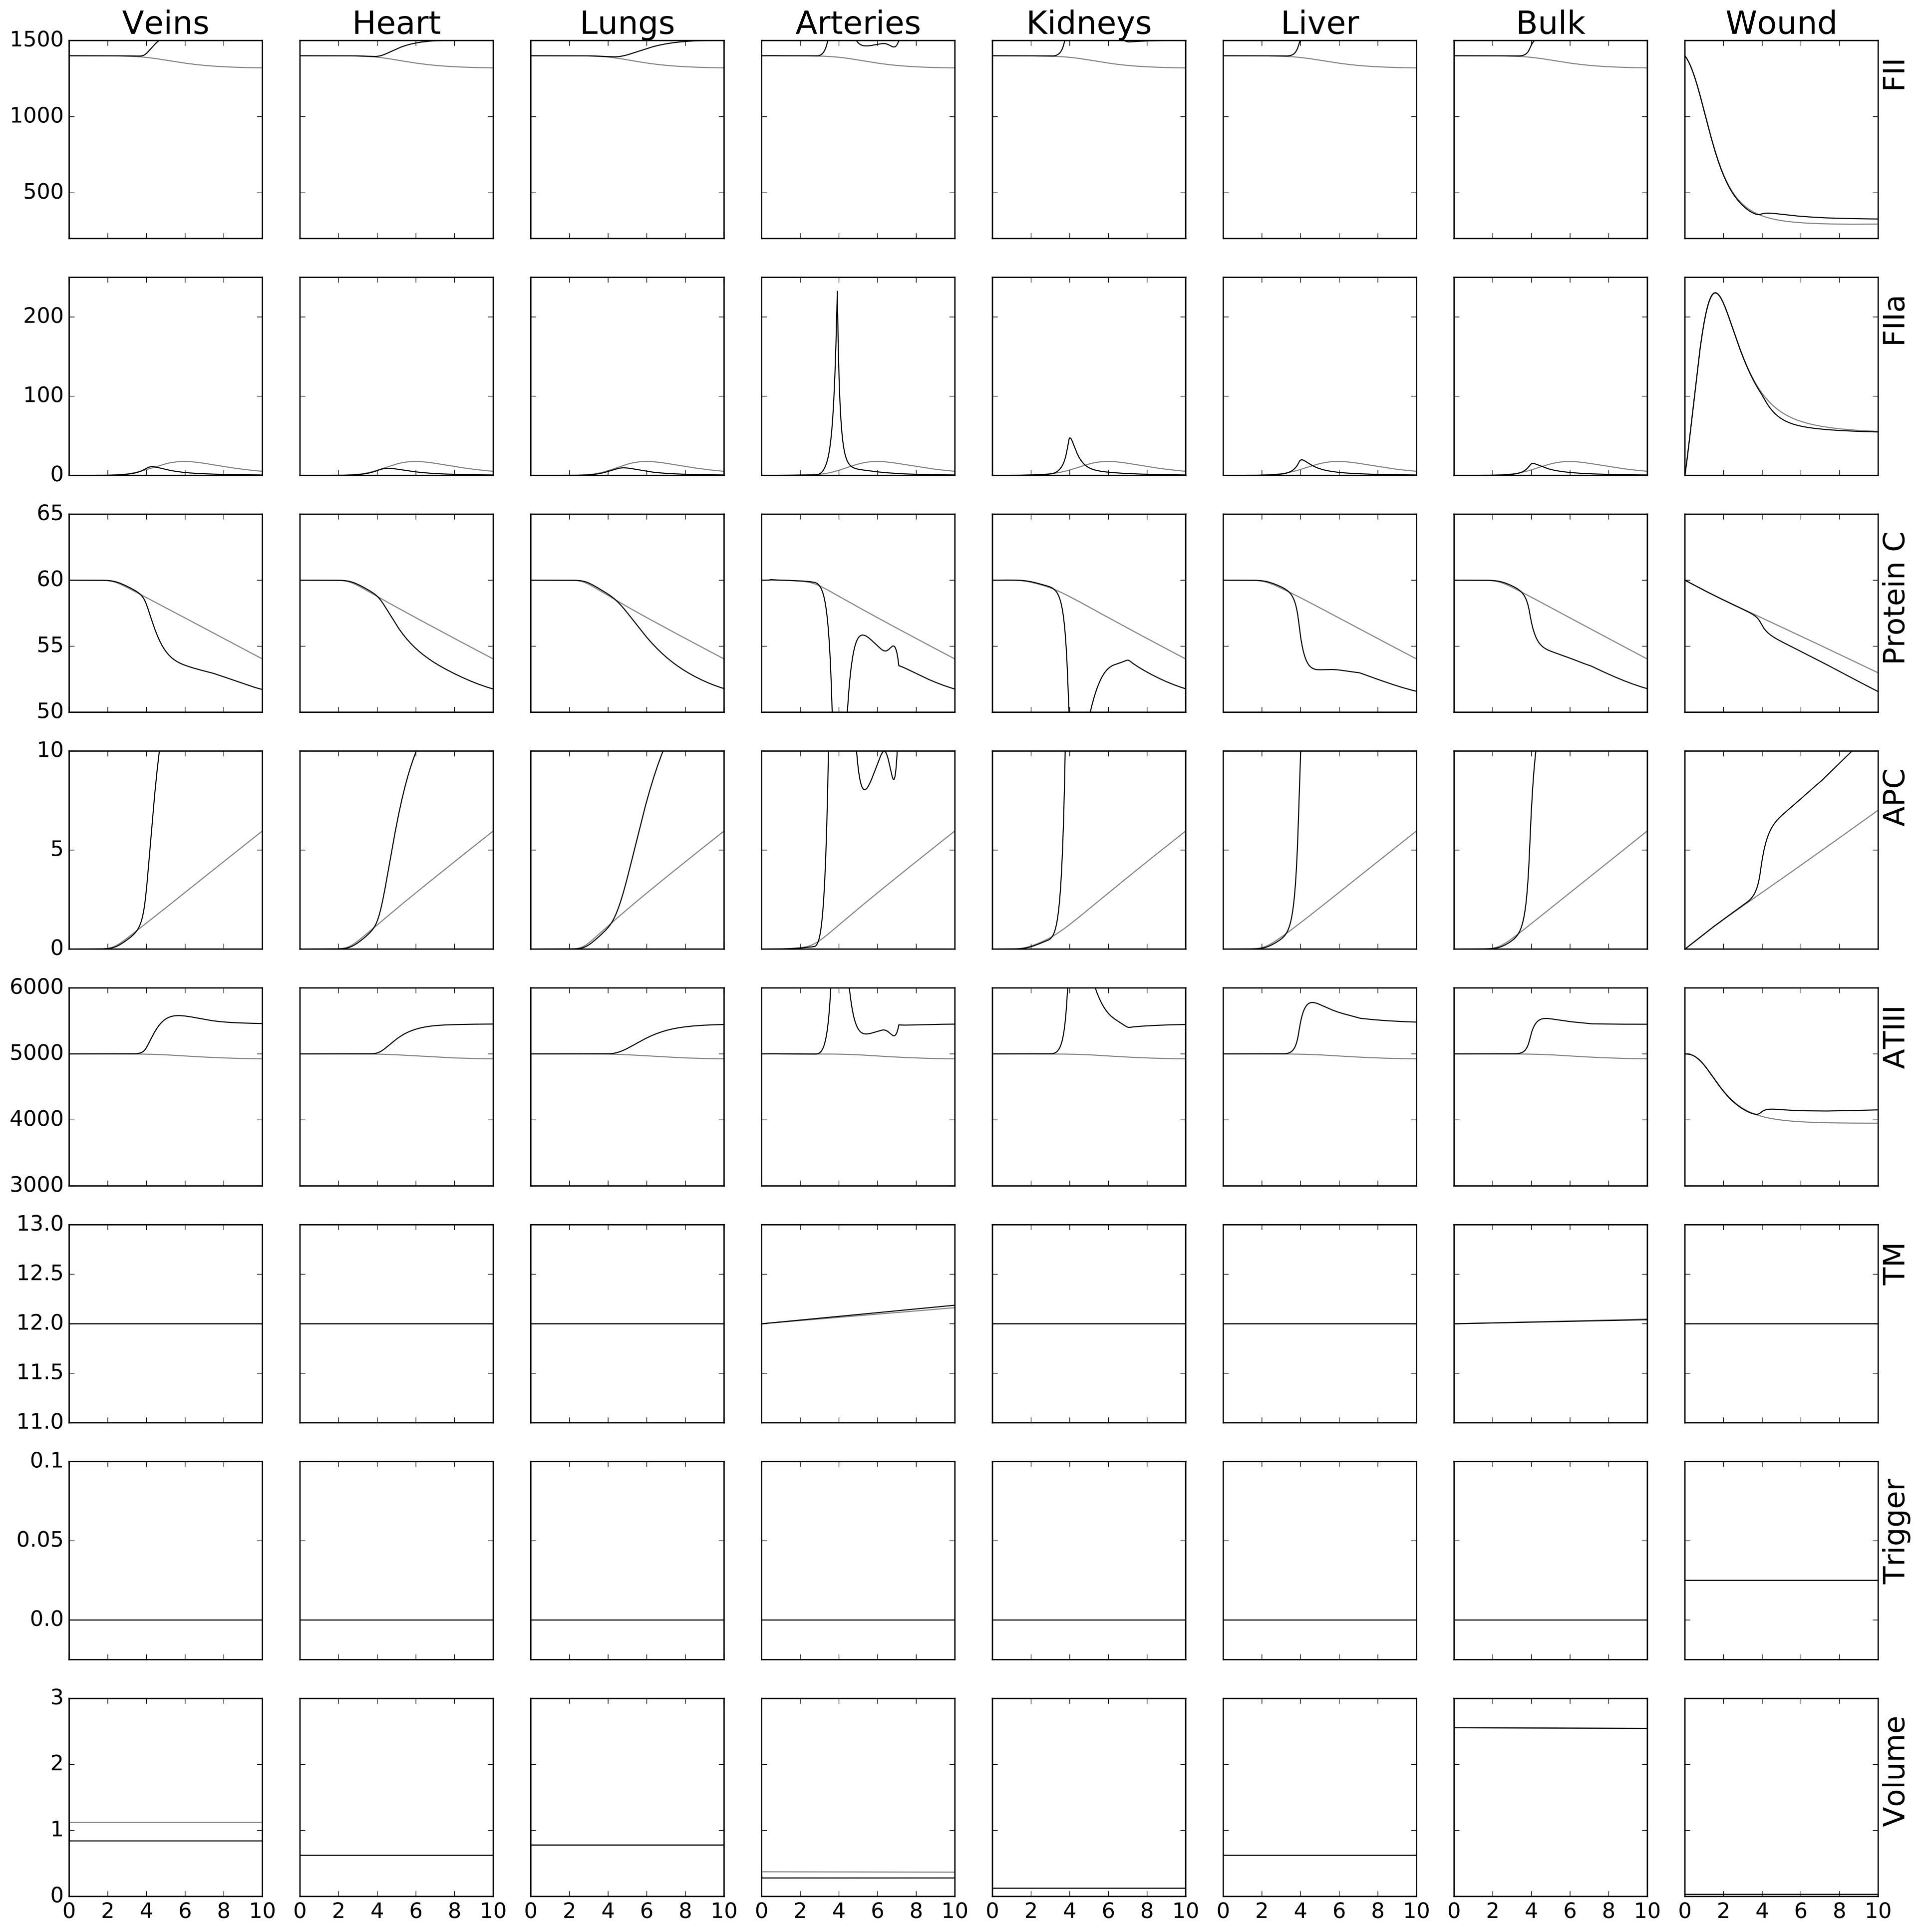 Veins Heart Lungs Arteries Kidneys Liver Bulk Wound
1500
1000
500
FII
200
100
0
FIIa
65
60
55
50
Protein C
10
5
0
APC
6000
5000
4000
3000
ATIII
13.0
12.5
12.0
11.5
11.0
TM
0.1
0.05
0.0
Trigger
3
2
1
0
Volume
0 2 4 6 8 10 0 2 4 6 8 10 0 2 4 6 8 10 0 2 4 6 8 10 0 2 4 6 8 10 0 2 4 6 8 10 0 2 4 6 8 10 0 2 4 6 8 10